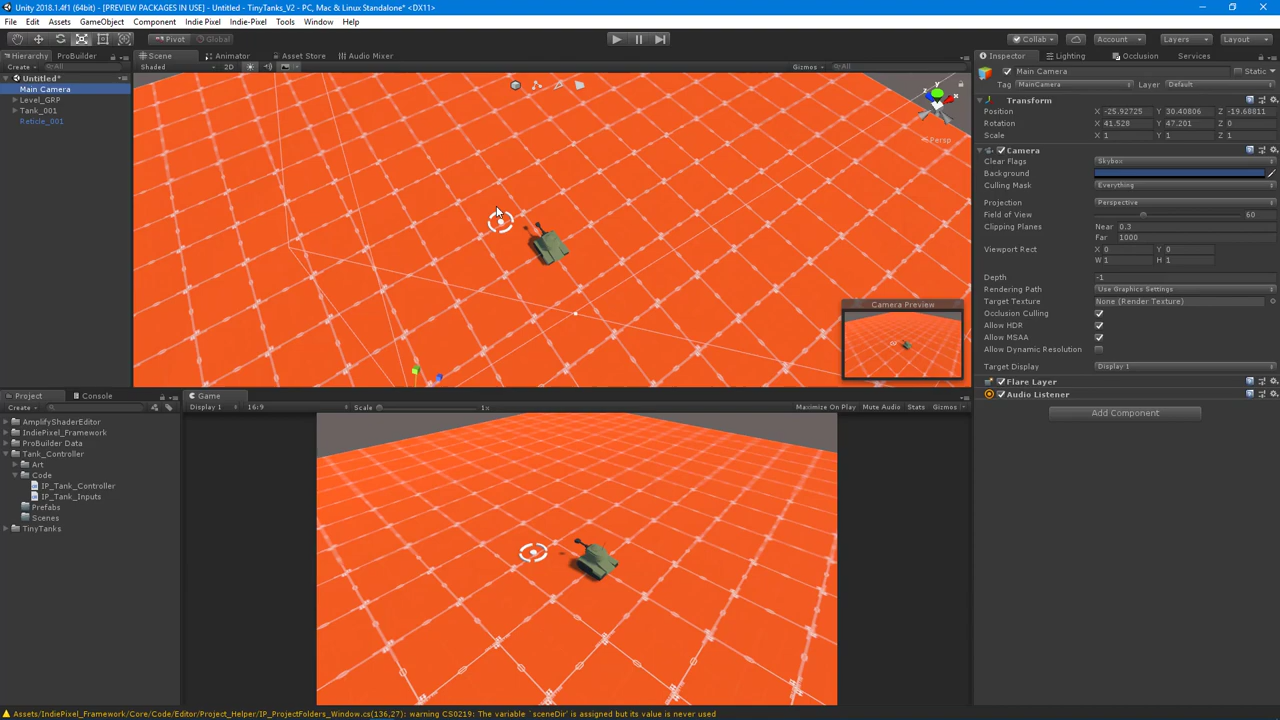 Unity 2018.1.4f1 (64bit) - [PREVIEW PACKAGES IN USE] - Untitled - TinyTanks_V2 - PC, Mac & Linux Standalone* <DX11>
File Edit Assets GameObject Component Indie Pixel Indie-Pixel Tools Window Help
Pivot Global Collab Account Layers Layout
Hierarchy ProBuilder Scene Animator Asset Store Audio Mixer Inspector Lighting Occlusion Services
Create All Shaded 2D Gizmos All
Untitled*
Main Camera
Level_GRP
Tank_001
Reticle_001
y
x
z
Persp
Camera Preview
Main Camera Static
Tag MainCamera Layer Default
Transform
Position X -25.92725 Y 30.40806 Z -19.68811
Rotation X 41.528 Y 47.201 Z 0
Scale X 1 Y 1 Z 1
Camera
Clear Flags Skybox
Background
Culling Mask Everything
Projection Perspective
Field of View 60
Clipping Planes Near 0.3
Far 1000
Viewport Rect X 0 Y 0
W 1 H 1
Depth -1
Rendering Path Use Graphics Settings
Target Texture None (Render Texture)
Occlusion Culling
Allow HDR
Allow MSAA
Allow Dynamic Resolution
Target Display Display 1
Flare Layer
Audio Listener
Add Component
Project Console
Create
AmplifyShaderEditor
IndiePixel_Framework
ProBuilder Data
Tank_Controller
Art
Code
IP_Tank_Controller
IP_Tank_Inputs
Prefabs
Scenes
TinyTanks
Game
Display 1 16:9 Scale 1x Maximize On Play Mute Audio Stats Gizmos
Assets/IndiePixel_Framework/Core/Code/Editor/Project_Helper/IP_ProjectFolders_Window.cs(136,27): warning CS0219: The variable `sceneDir' is assigned but its value is never used